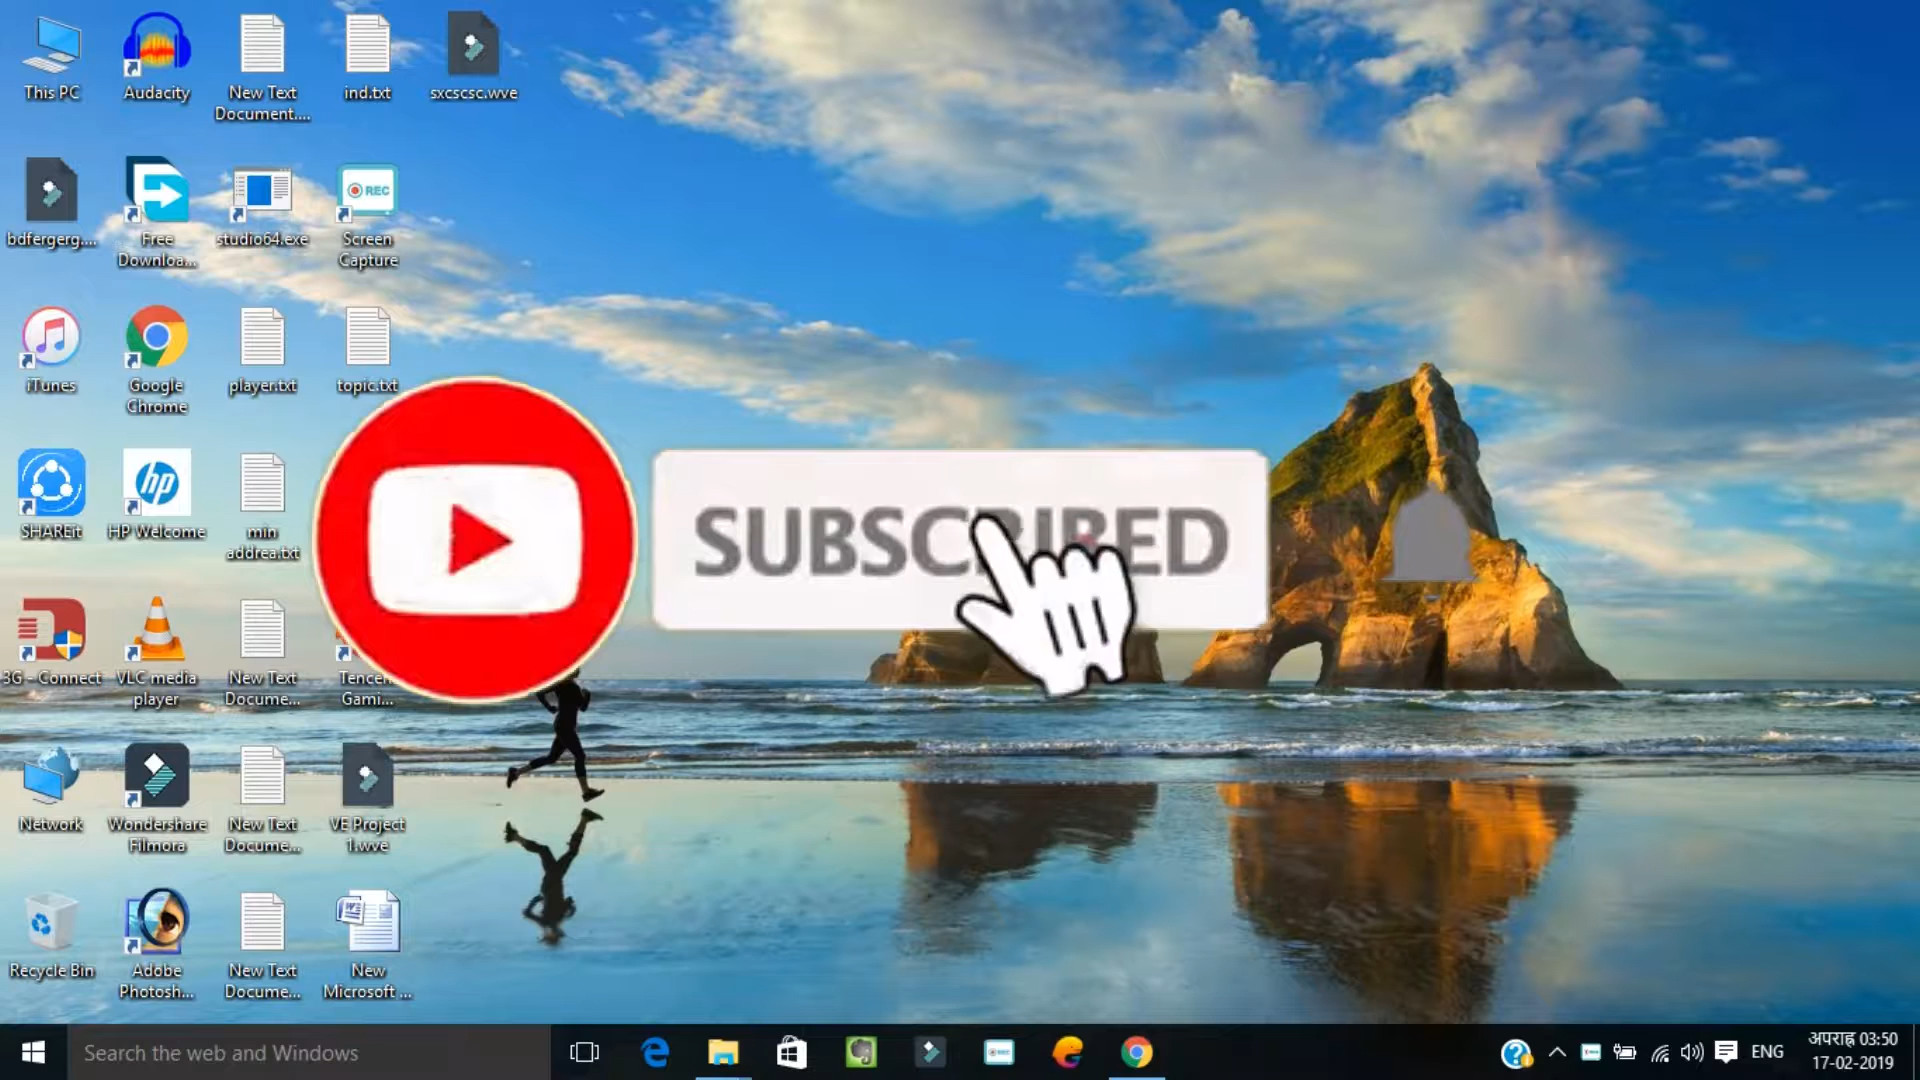 This PC
Audacity
New Text
Document....
ind.txt
sxcscsc.wve
bdfergerg....
Free
Downloa...
studio64.exe
REC
Screen
Capture
iTunes
Google
Chrome
player.txt
topic.txt
SHAREit
hp
HP Welcome
min
addrea.txt
SUBSCRIBED
3G - Connect
VLC media
player
New Text
Docume...
Tencen
Gami...
Network
Wondershare
Filmora
New Text
Docume...
VE Project
1.wve
Recycle Bin
Adobe
Photosh...
New Text
Docume...
New
Microsoft ...
Search the web and Windows
ENG
अपराह्न 03:50
17-02-2019